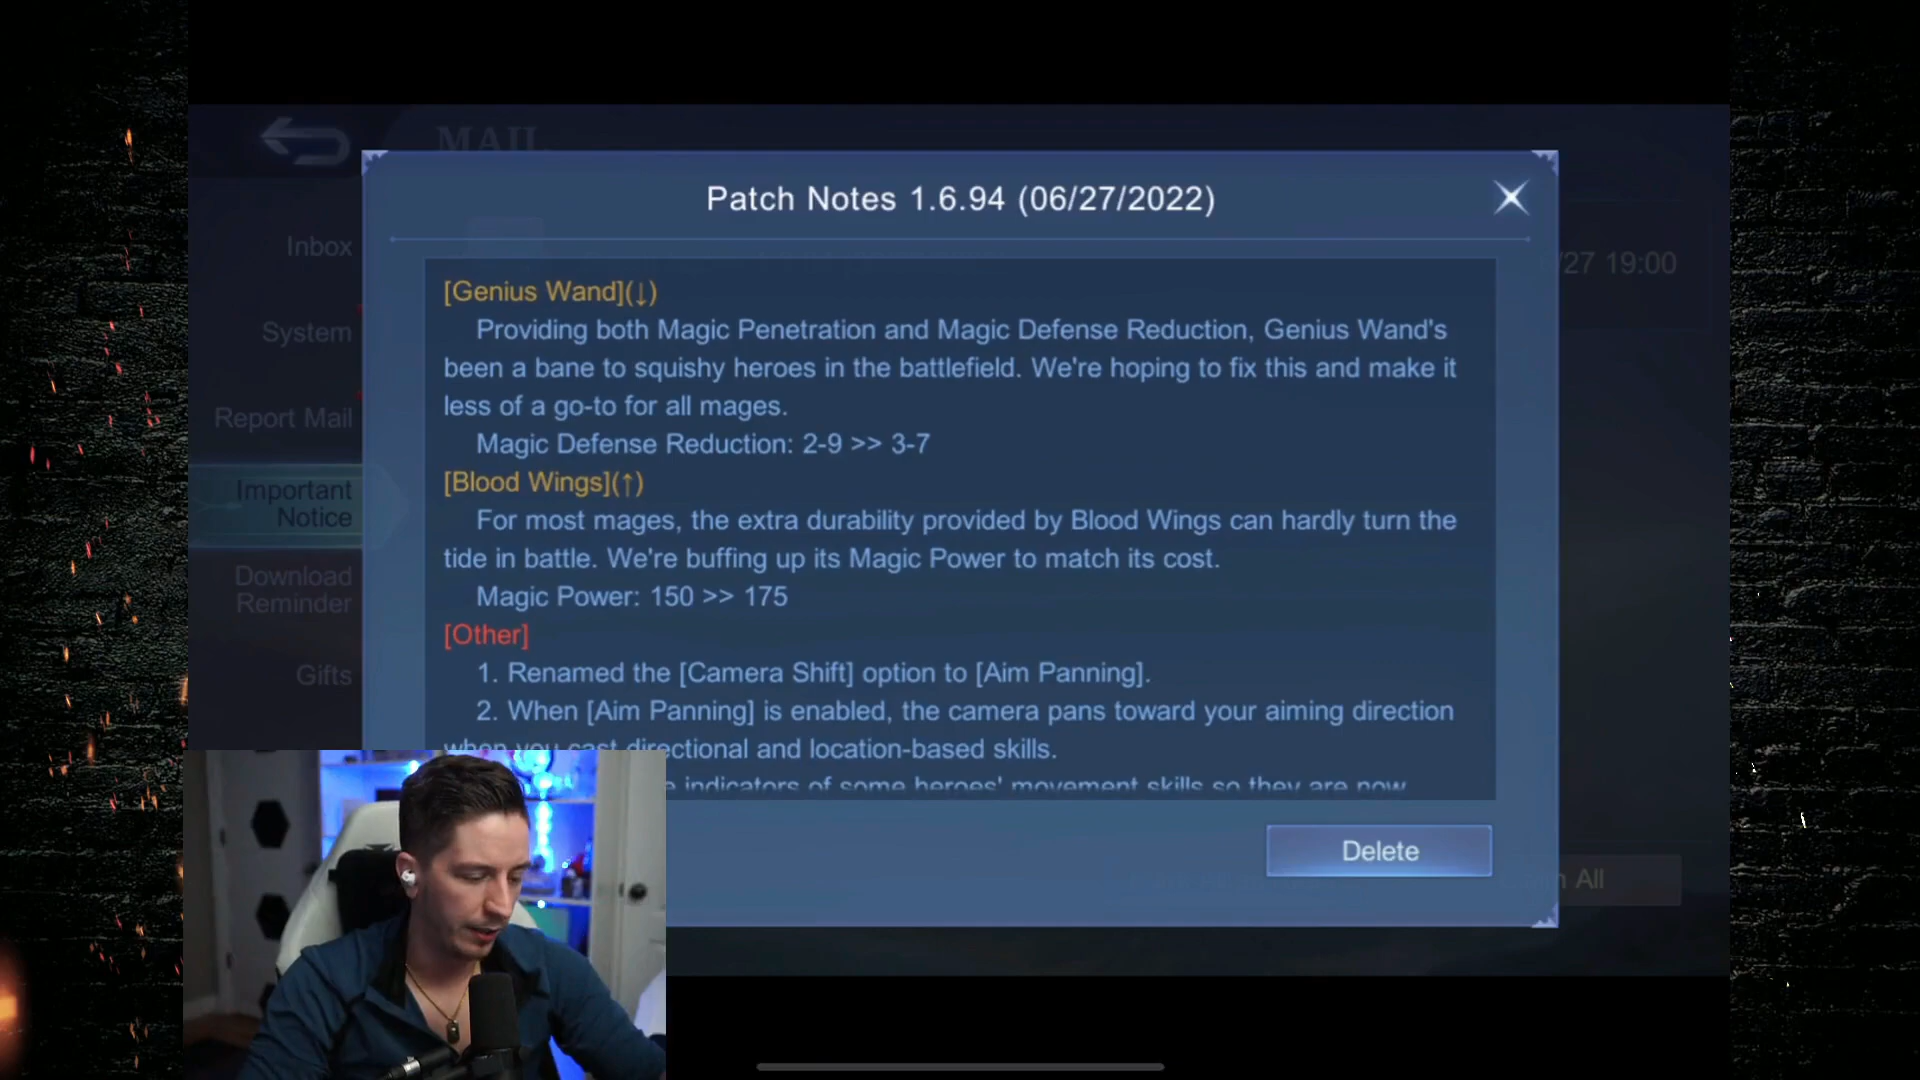 MAIL
Patch Notes 1.6.94 (06/27/2022)
Inbox
/27 19:00
System
Report Mail
Important
Notice
Download
Reminder
Gifts
[Genius Wand](↓)
Providing both Magic Penetration and Magic Defense Reduction, Genius Wand's
been a bane to squishy heroes in the battlefield. We're hoping to fix this and make it
less of a go-to for all mages.
Magic Defense Reduction: 2-9 >> 3-7
[Blood Wings](↑)
For most mages, the extra durability provided by Blood Wings can hardly turn the
tide in battle. We're buffing up its Magic Power to match its cost.
Magic Power: 150 >> 175
[Other]
1. Renamed the [Camera Shift] option to [Aim Panning].
2. When [Aim Panning] is enabled, the camera pans toward your aiming direction
when you cast directional and location-based skills.
indicators of some heroes' movement skills so they are now
Delete
All